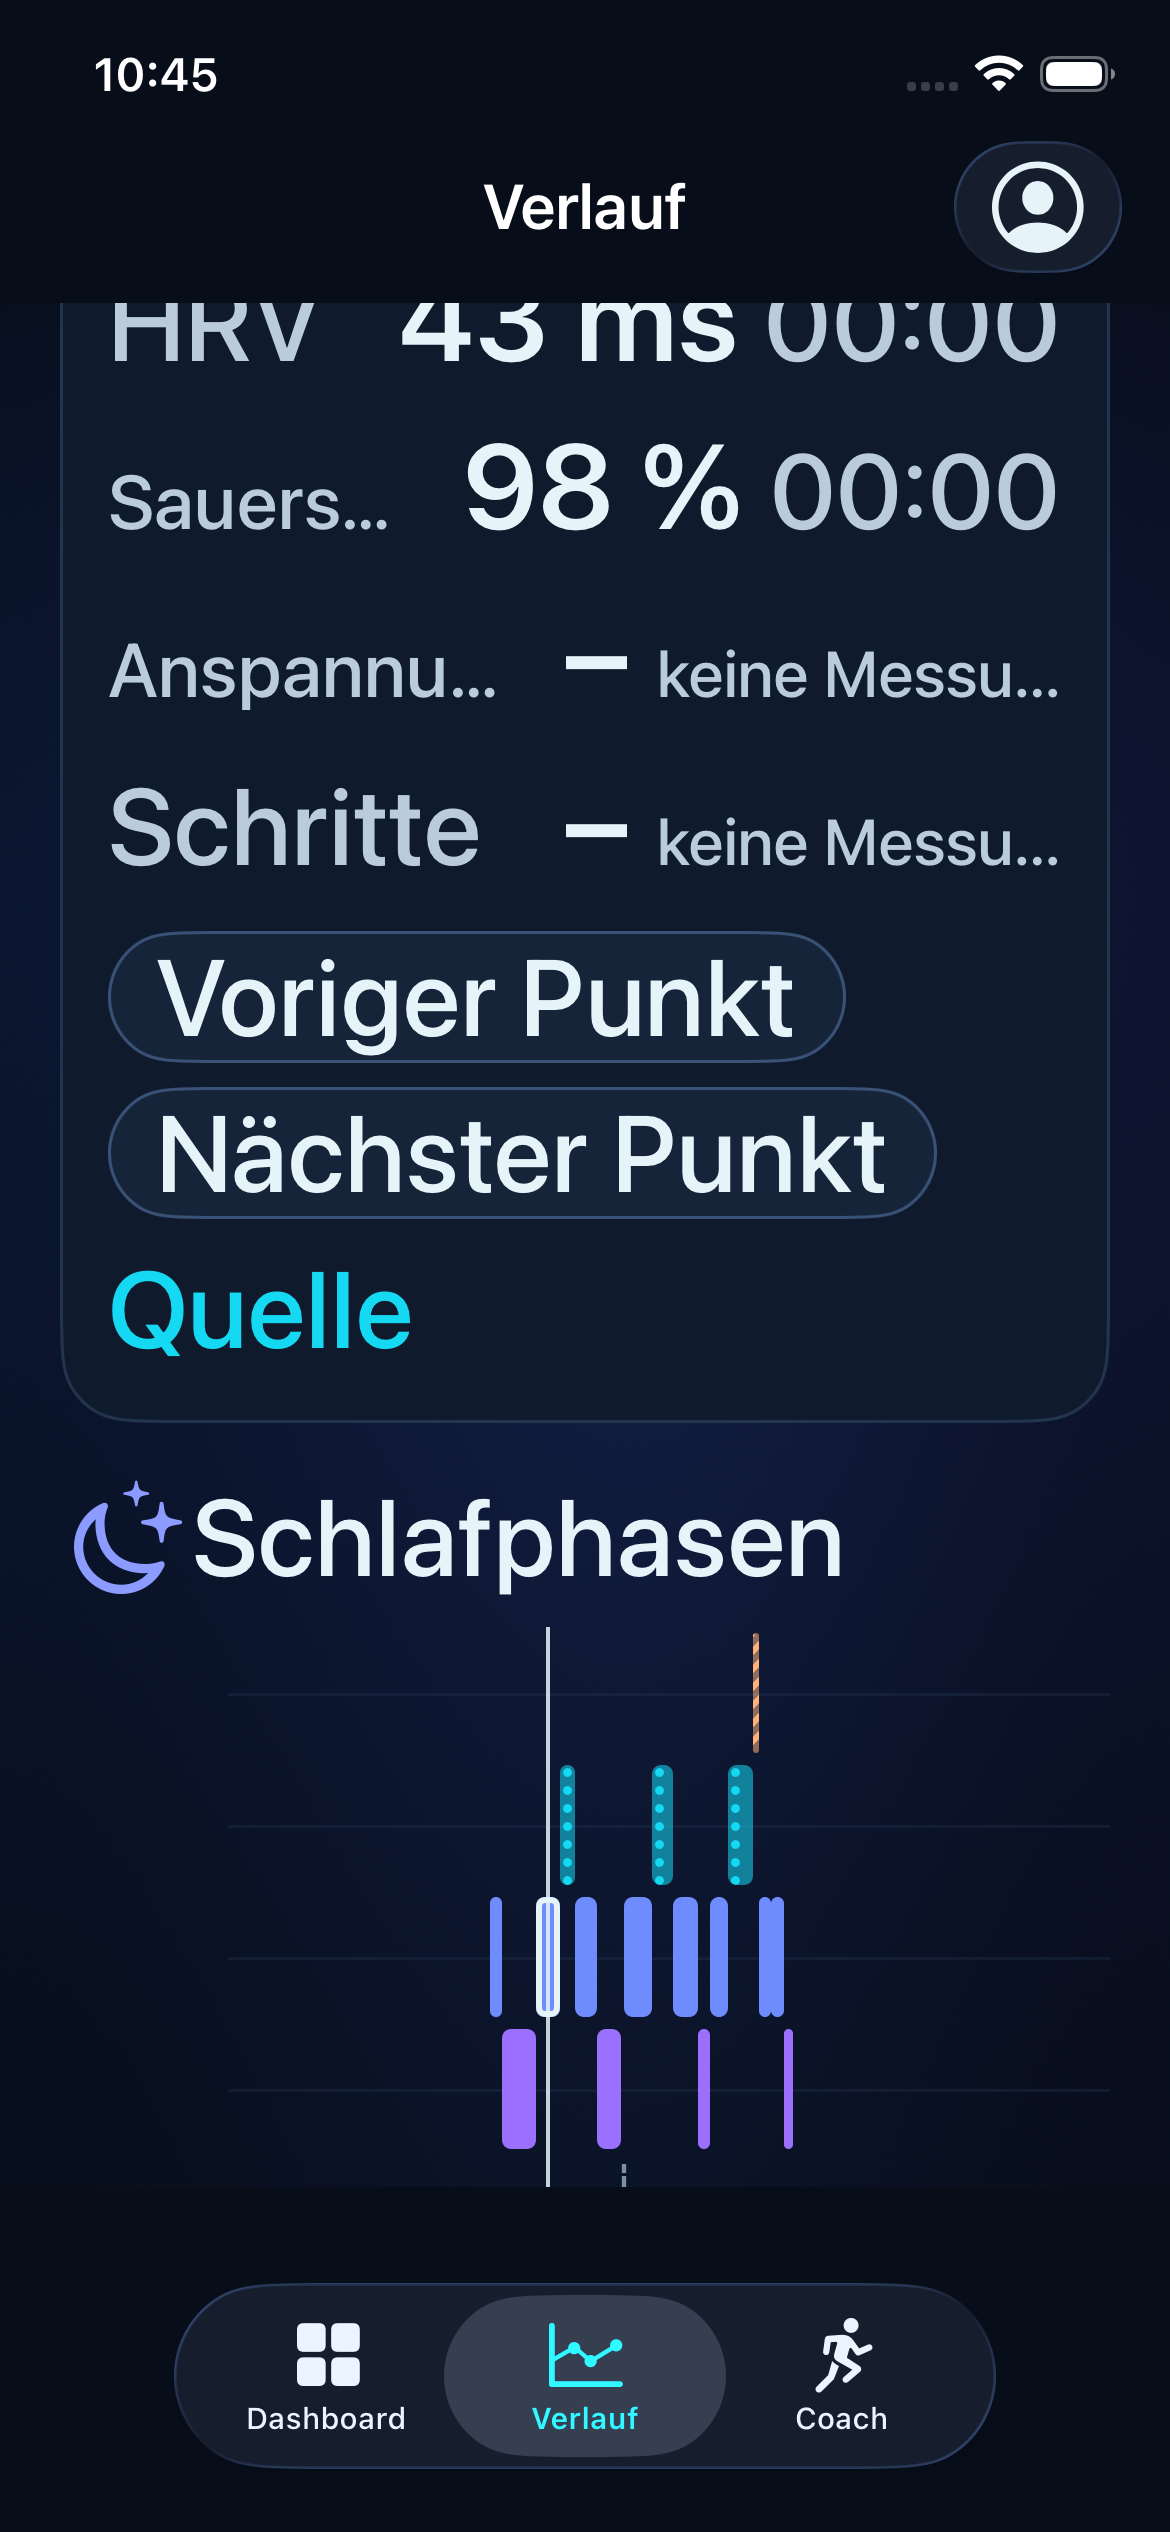 10:45
Verlauf
HRV 43 ms 00:00
Sauers... 98 % 00:00
Anspannu... – keine Messu...
Schritte – keine Messu...
Voriger Punkt
Nächster Punkt
Quelle
Schlafphasen
Dashboard Verlauf Coach